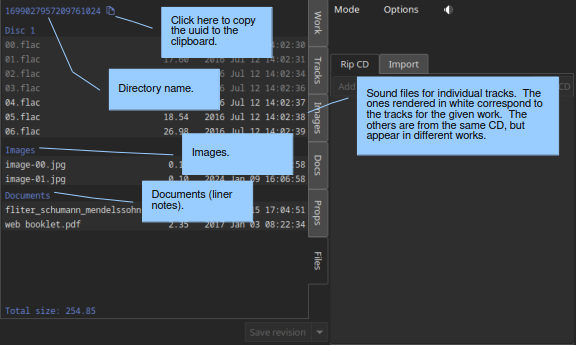 1699027957209761024
Mode Options
Click here to copy
the uuid to the
clipboard.
Disc 1
00.flac 14:02:30
01.flac 17.60 2016 Jul 12 14:02:31
02.flac 2016 Jul 12 14:02:34
03.flac 2016 Jul 12 14:02:36
04.flac 2016 Jul 12 14:02:37
05.flac 18.54 2016 Jul 12 14:02:38
06.flac 26.98 2016 Jul 12 14:02:39
Directory name.
Images
image-00.jpg :58
image-01.jpg 0.10 2024 Jan 09 16:06:58
Images.
Documents
fliter_schumann_mendelssohn 15 17:04:51
web booklet.pdf 2.35 2017 Jan 03 08:22:34
Documents (liner
notes).
Total size: 254.85
Save revision
Work
Tracks
Images
Docs
Props
Files
Rip CD Import
Add CD
Sound files for individual tracks. The
ones rendered in white correspond to
the tracks for the given work. The
others are from the same CD, but
appear in different works.